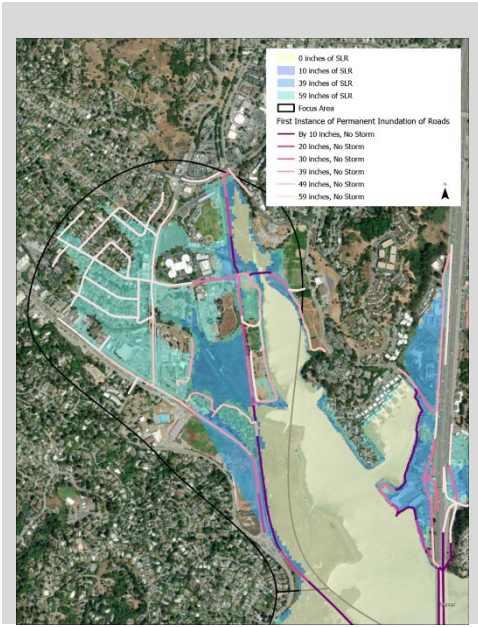 0 inches of SLR
10 inches of SLR
39 inches of SLR
59 inches of SLR
Focus Area
First Instance of Permanent Inundation of Roads
By 10 inches, No Storm
20 inches, No Storm
30 inches, No Storm
39 inches, No Storm
49 inches, No Storm
59 inches, No Storm
N